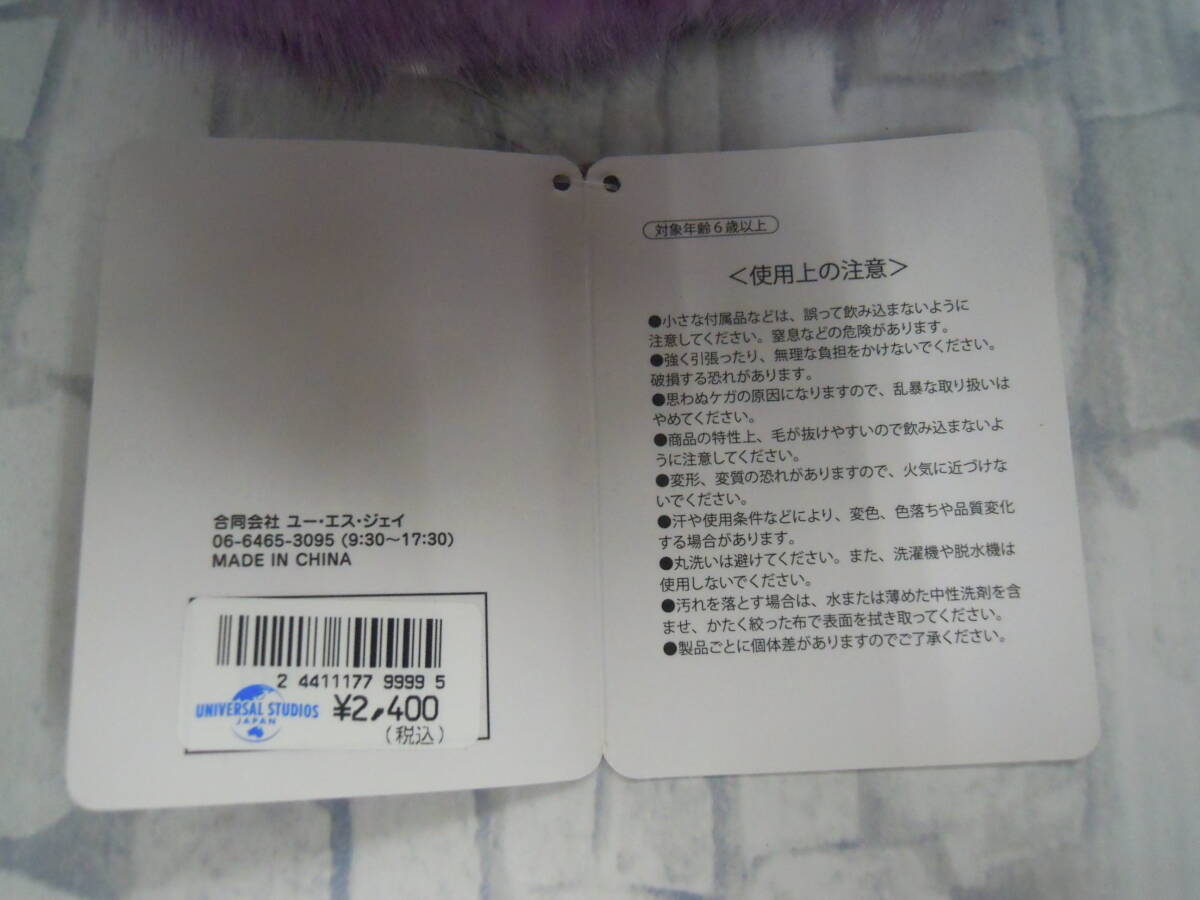 合同会社 ユー・エス・ジェイ
06-6465-3095 (9:30～17:30)
MADE IN CHINA
2 4411177 9999 5
UNIVERSAL STUDIOS
JAPAN
¥2,400
(税込)
対象年齢6歳以上
＜使用上の注意＞
●小さな付属品などは、誤って飲み込まないように
注意してください。窒息などの危険があります。
●強く引張ったり、無理な負担をかけないでください。
破損する恐れがあります。
●思わぬケガの原因になりますので、乱暴な取り扱いは
やめてください。
●商品の特性上、毛が抜けやすいので飲み込まないよ
うに注意してください。
●変形、変質の恐れがありますので、火気に近づけな
いでください。
●汗や使用条件などにより、変色、色落ちや品質変化
する場合があります。
●丸洗いは避けてください。また、洗濯機や脱水機は
使用しないでください。
●汚れを落とす場合は、水または薄めた中性洗剤を含
ませ、かたく絞った布で表面を拭き取ってください。
●製品ごとに個体差がありますのでご了承ください。